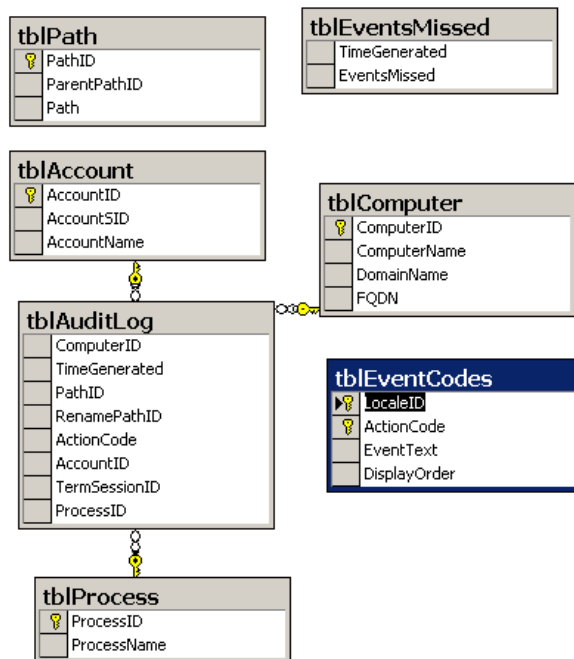 tblPath
PathID
ParentPathID
Path
tblEventsMissed
TimeGenerated
EventsMissed
tblAccount
AccountID
AccountSID
AccountName
tblComputer
ComputerID
ComputerName
DomainName
FQDN
tblAuditLog
ComputerID
TimeGenerated
PathID
RenamePathID
ActionCode
AccountID
TermSessionID
ProcessID
tblEventCodes
LocaleID
ActionCode
EventText
DisplayOrder
tblProcess
ProcessID
ProcessName